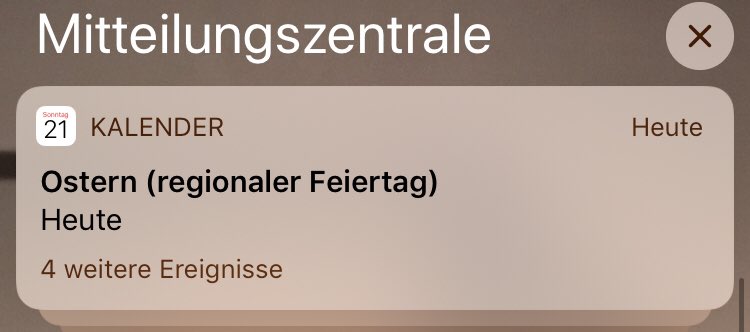 Mitteilungszentrale
Sonntag
21
KALENDER
Heute
Ostern (regionaler Feiertag)
Heute
4 weitere Ereignisse